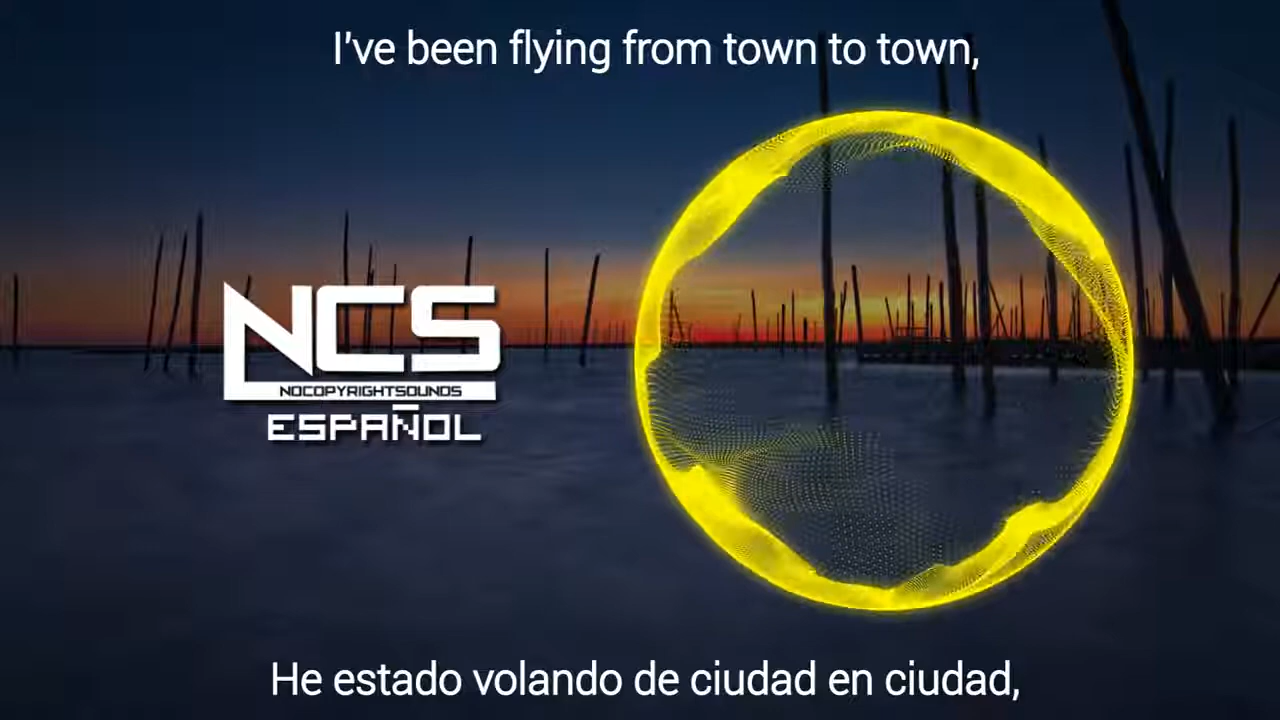 I've been flying from town to town,
NCS
NOCOPYRIGHTSOUNDS
ESPAÑOL
He estado volando de ciudad en ciudad,